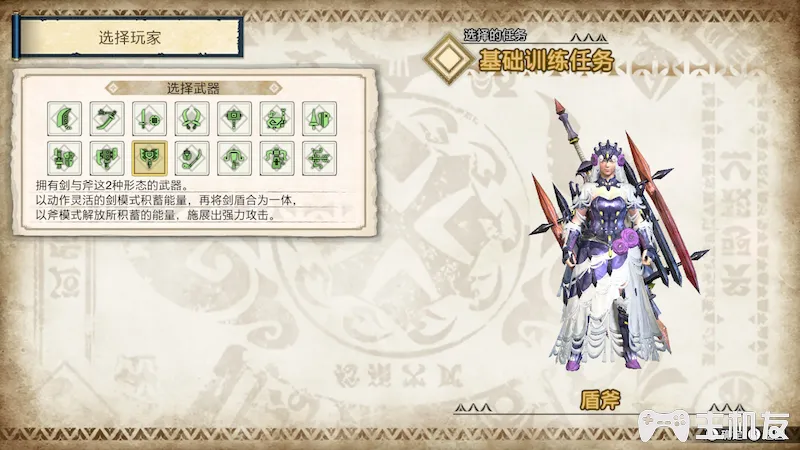 选择玩家
选择的任务
基础训练任务
选择武器
拥有剑与斧这2种形态的武器。
以动作灵活的剑模式积蓄能量，再将剑盾合为一体，
以斧模式解放所积蓄的能量，施展出强力攻击。
盾斧
主机友